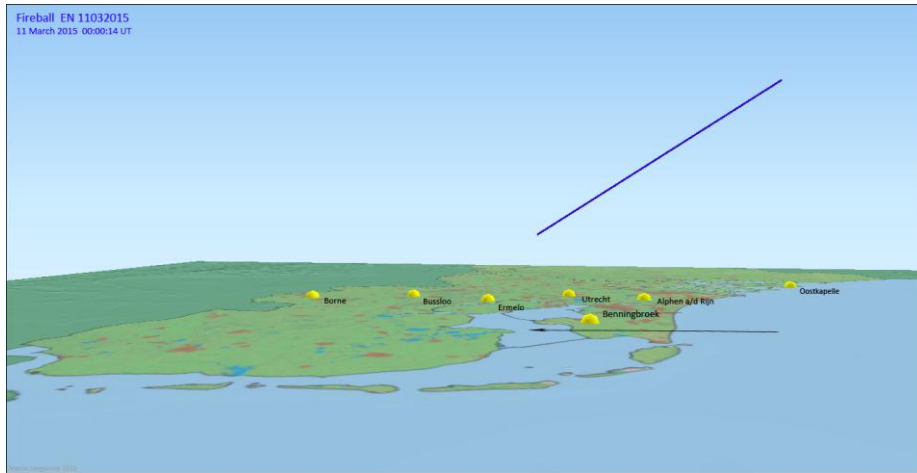 Fireball EN 11032015
11 March 2015 00:00:14 UT
Oostkapelle
Borne
Bussloo
Ermelo
Utrecht
Alphen a/d Rijn
Benningbroek